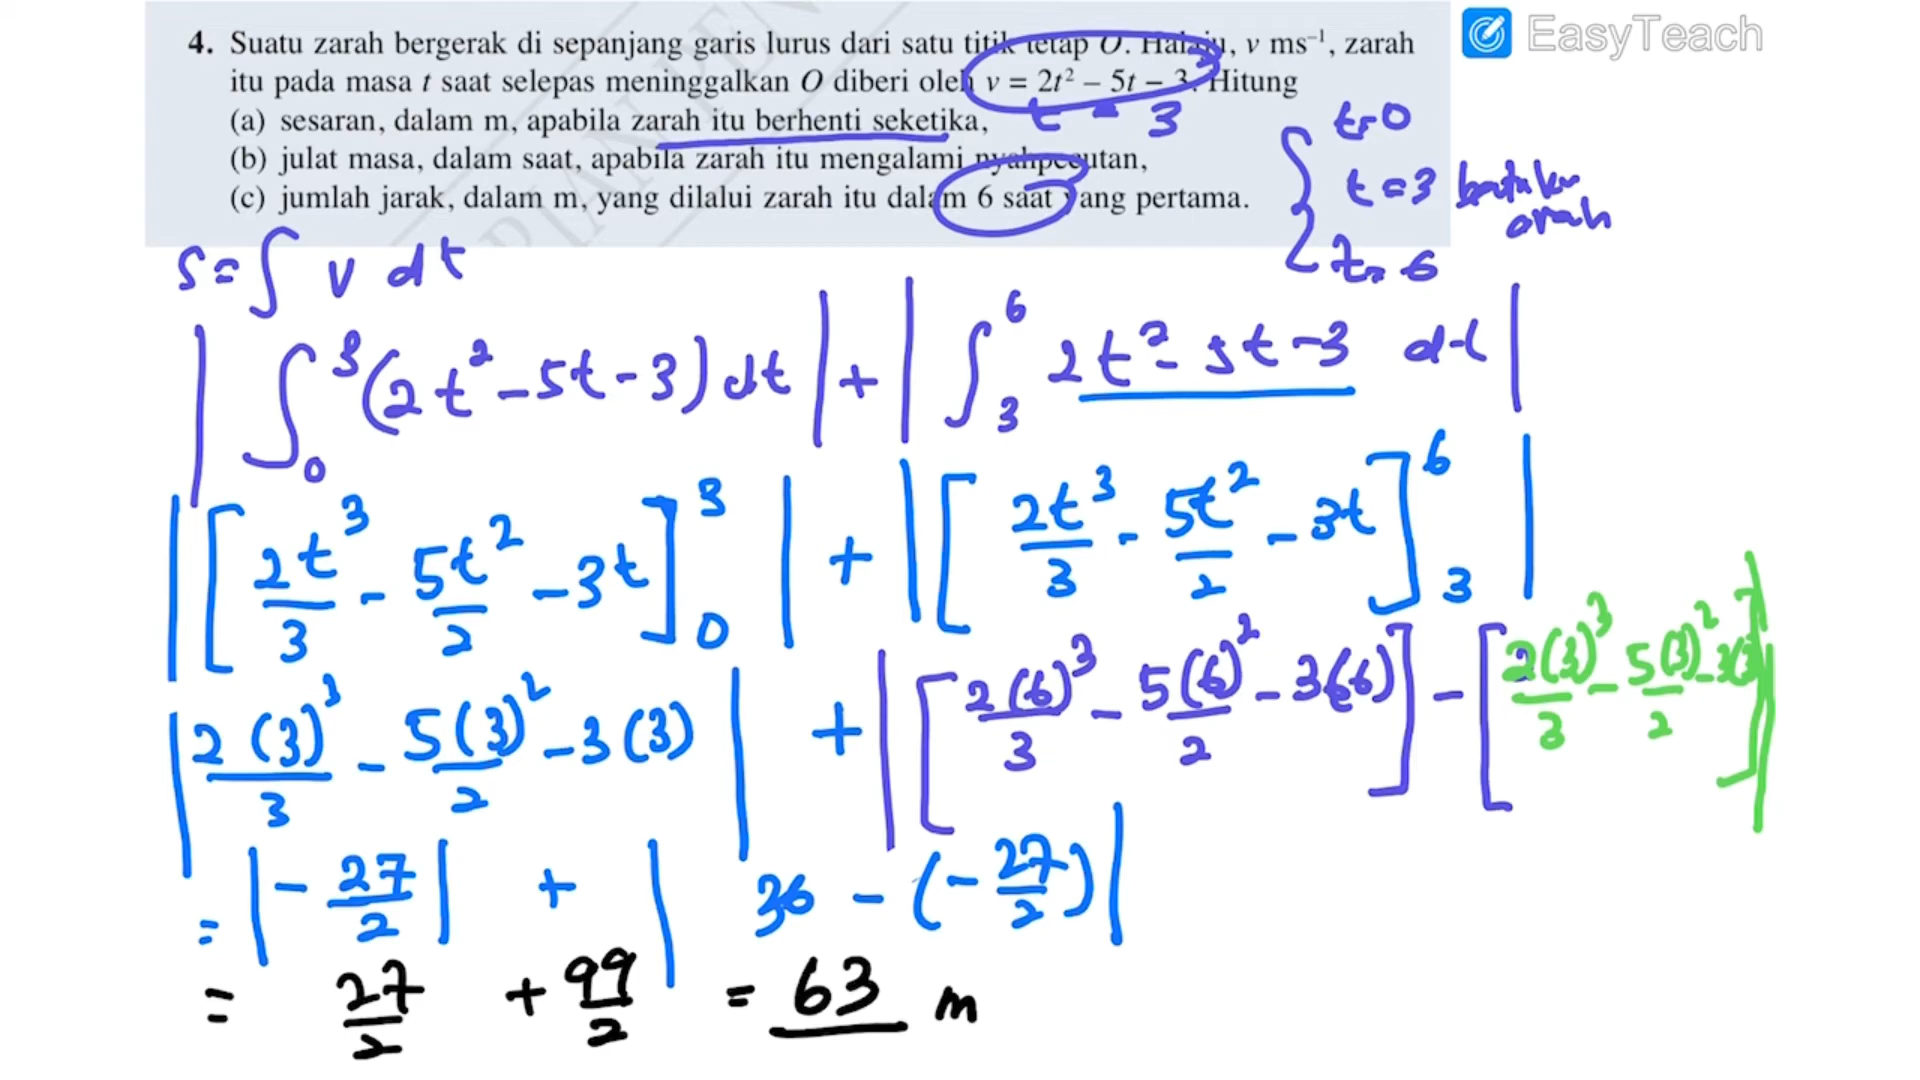 4. Suatu zarah bergerak di sepanjang garis lurus dari satu titik tetap O. Halaju, v ms⁻¹, zarah
itu pada masa t saat selepas meninggalkan O diberi oleh v = 2t² – 5t – 3. Hitung
(a) sesaran, dalam m, apabila zarah itu berhenti seketika,
t = 3
(b) julat masa, dalam saat, apabila zarah itu mengalami nyahpecutan,
(c) jumlah jarak, dalam m, yang dilalui zarah itu dalam 6 saat yang pertama.
EasyTeach
t=0
t=3
arah
t=6
s = ∫ v dt
|∫₀³ (2t² - 5t - 3) dt| + |∫₃⁶ 2t² - 5t - 3 dt|
|[2t³/3 - 5t²/2 - 3t]₀³| + |[2t³/3 - 5t²/2 - 3t]₃⁶|
|2(3)³/3 - 5(3)²/2 - 3(3)| + |[2(6)³/3 - 5(6)²/2 - 3(6)] - [2(3)³/3 - 5(3)²/2 - 3(3)]|
= |-27/2| + |36 - (-27/2)|
= 27/2 + 99/2 = 63 m